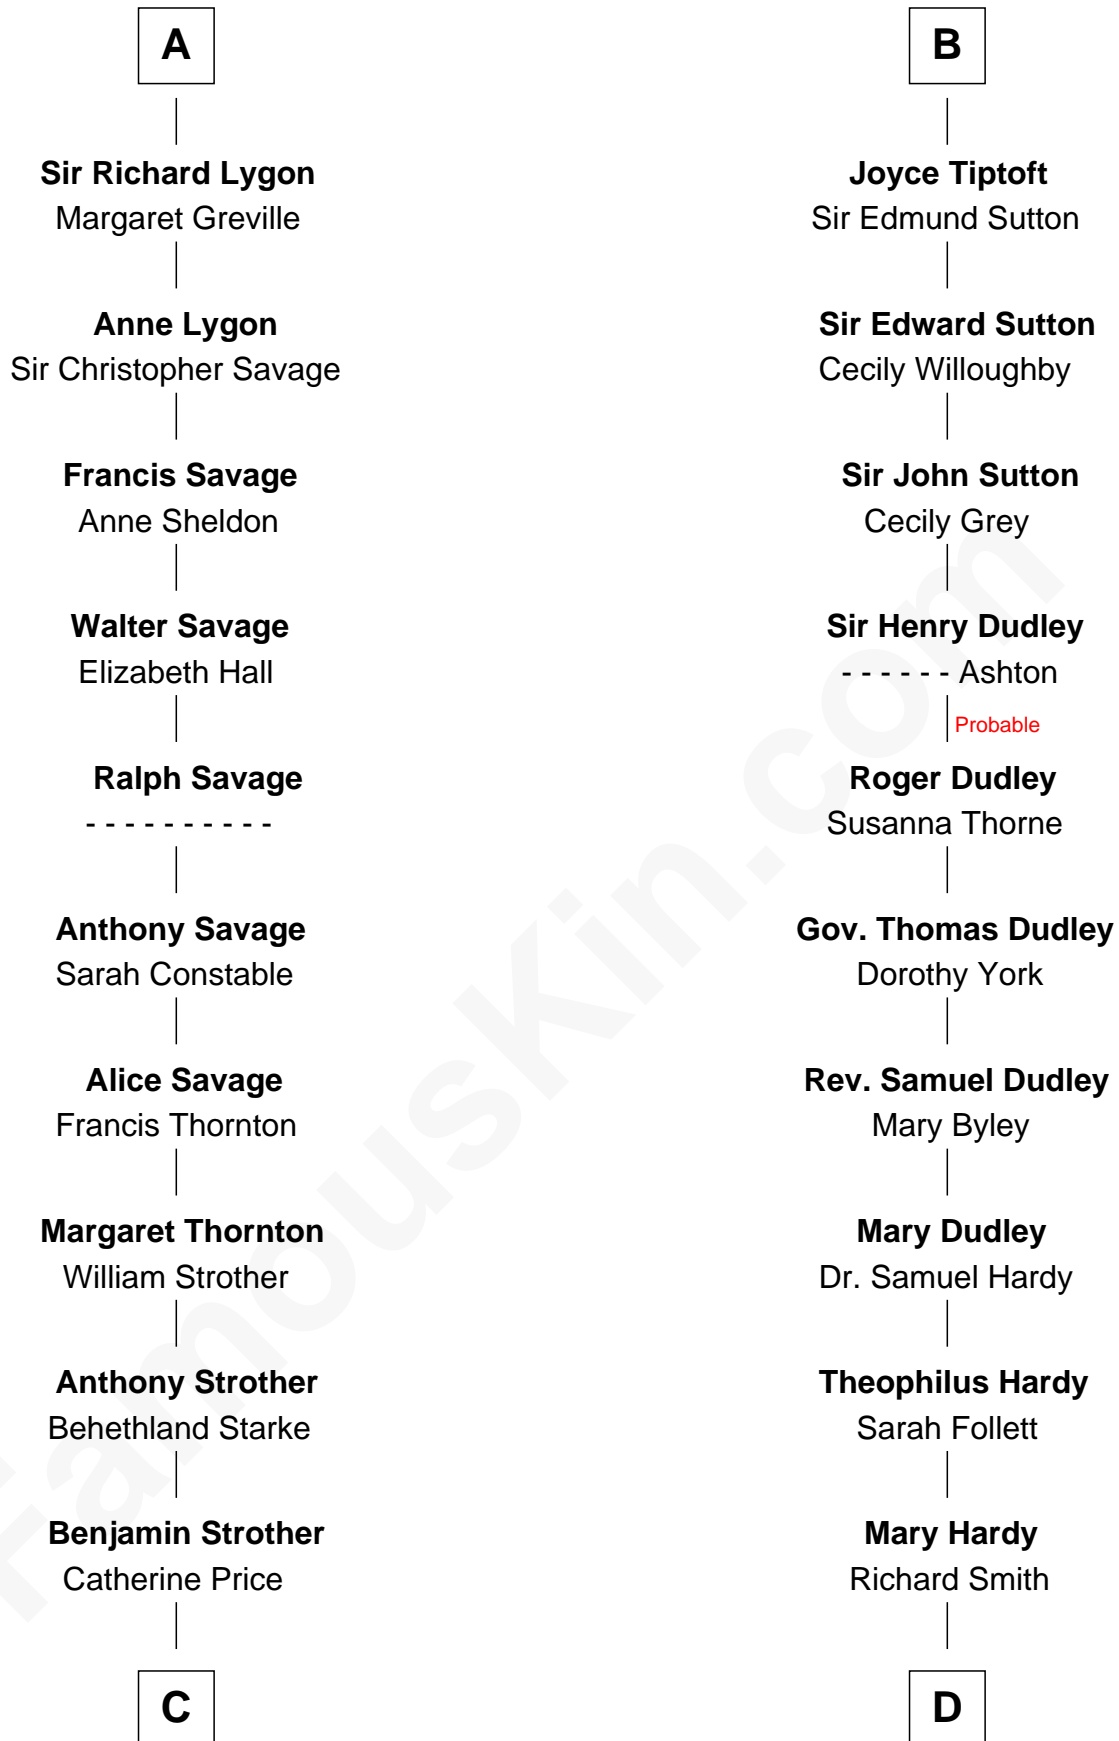 A
Sir Richard Lygon
Margaret Greville
Anne Lygon
Sir Christopher Savage
Francis Savage
Anne Sheldon
Walter Savage
Elizabeth Hall
Ralph Savage
- - - - - - - - - -
Anthony Savage
Sarah Constable
Alice Savage
Francis Thornton
Margaret Thornton
William Strother
Anthony Strother
Behethland Starke
Benjamin Strother
Catherine Price
C
B
Joyce Tiptoft
Sir Edmund Sutton
Sir Edward Sutton
Cecily Willoughby
Sir John Sutton
Cecily Grey
Sir Henry Dudley
- - - - - - Ashton
Probable
Roger Dudley
Susanna Thorne
Gov. Thomas Dudley
Dorothy York
Rev. Samuel Dudley
Mary Byley
Mary Dudley
Dr. Samuel Hardy
Theophilus Hardy
Sarah Follett
Mary Hardy
Richard Smith
D
FamousKin.com